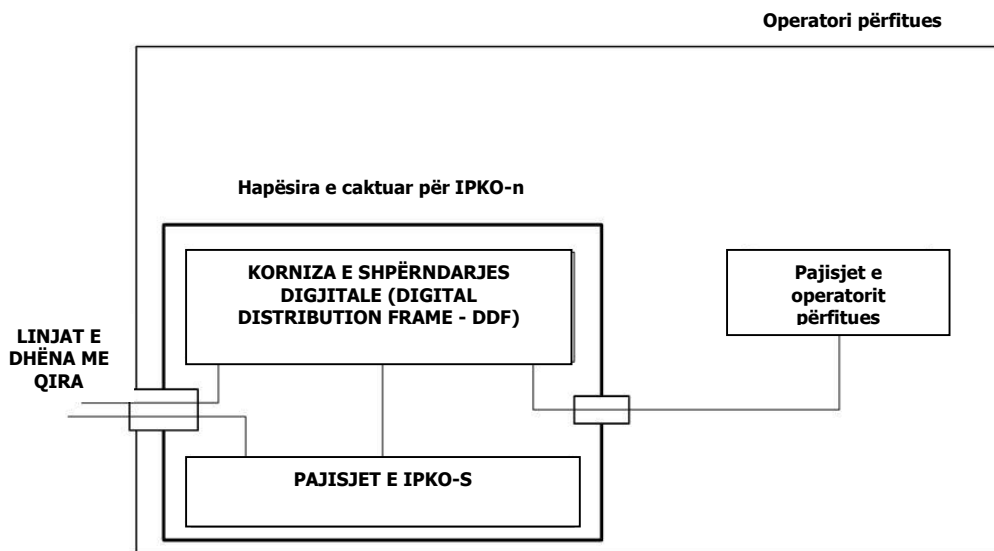 Operatori përfitues
Hapësira e caktuar për IPKO-n
KORNIZA E SHPËRNDARJES
DIGJITALE (DIGITAL
DISTRIBUTION FRAME - DDF)
Pajisjet e
operatorit
përfitues
LINJAT E
DHËNA ME
QIRA
PAJISJET E IPKO-S